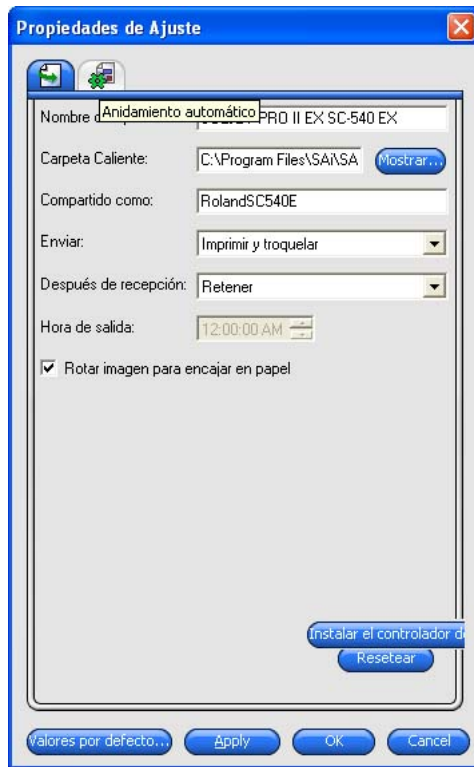 Propiedades de Ajuste
Anidamiento automático
Nombre PRO II EX SC-540 EX
Carpeta Caliente: C:\Program Files\SAi\SA Mostrar...
Compartido como: RolandSC540E
Enviar: Imprimir y troquelar
Después de recepción: Retener
Hora de salida: 12:00:00 AM
Rotar imagen para encajar en papel
Instalar el controlador de
Resetear
Valores por defecto... Apply OK Cancel